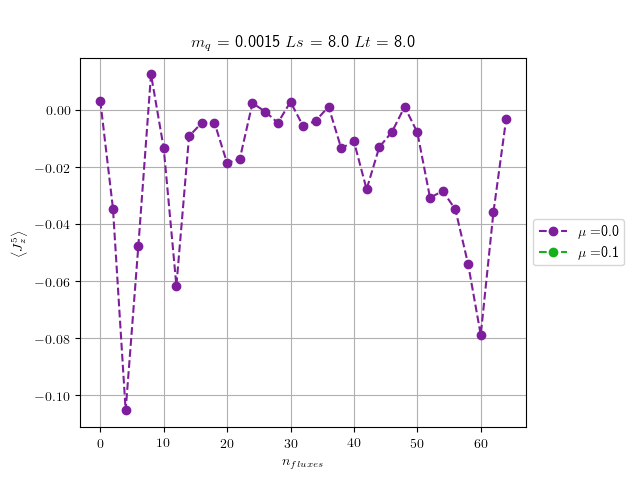 m_q = 0.0015 Ls = 8.0 Lt = 8.0
0.00
−0.02
−0.04
−0.06
−0.08
−0.10
⟨J_z^5⟩
0 10 20 30 40 50 60
n_fluxes
μ =0.0
μ =0.1